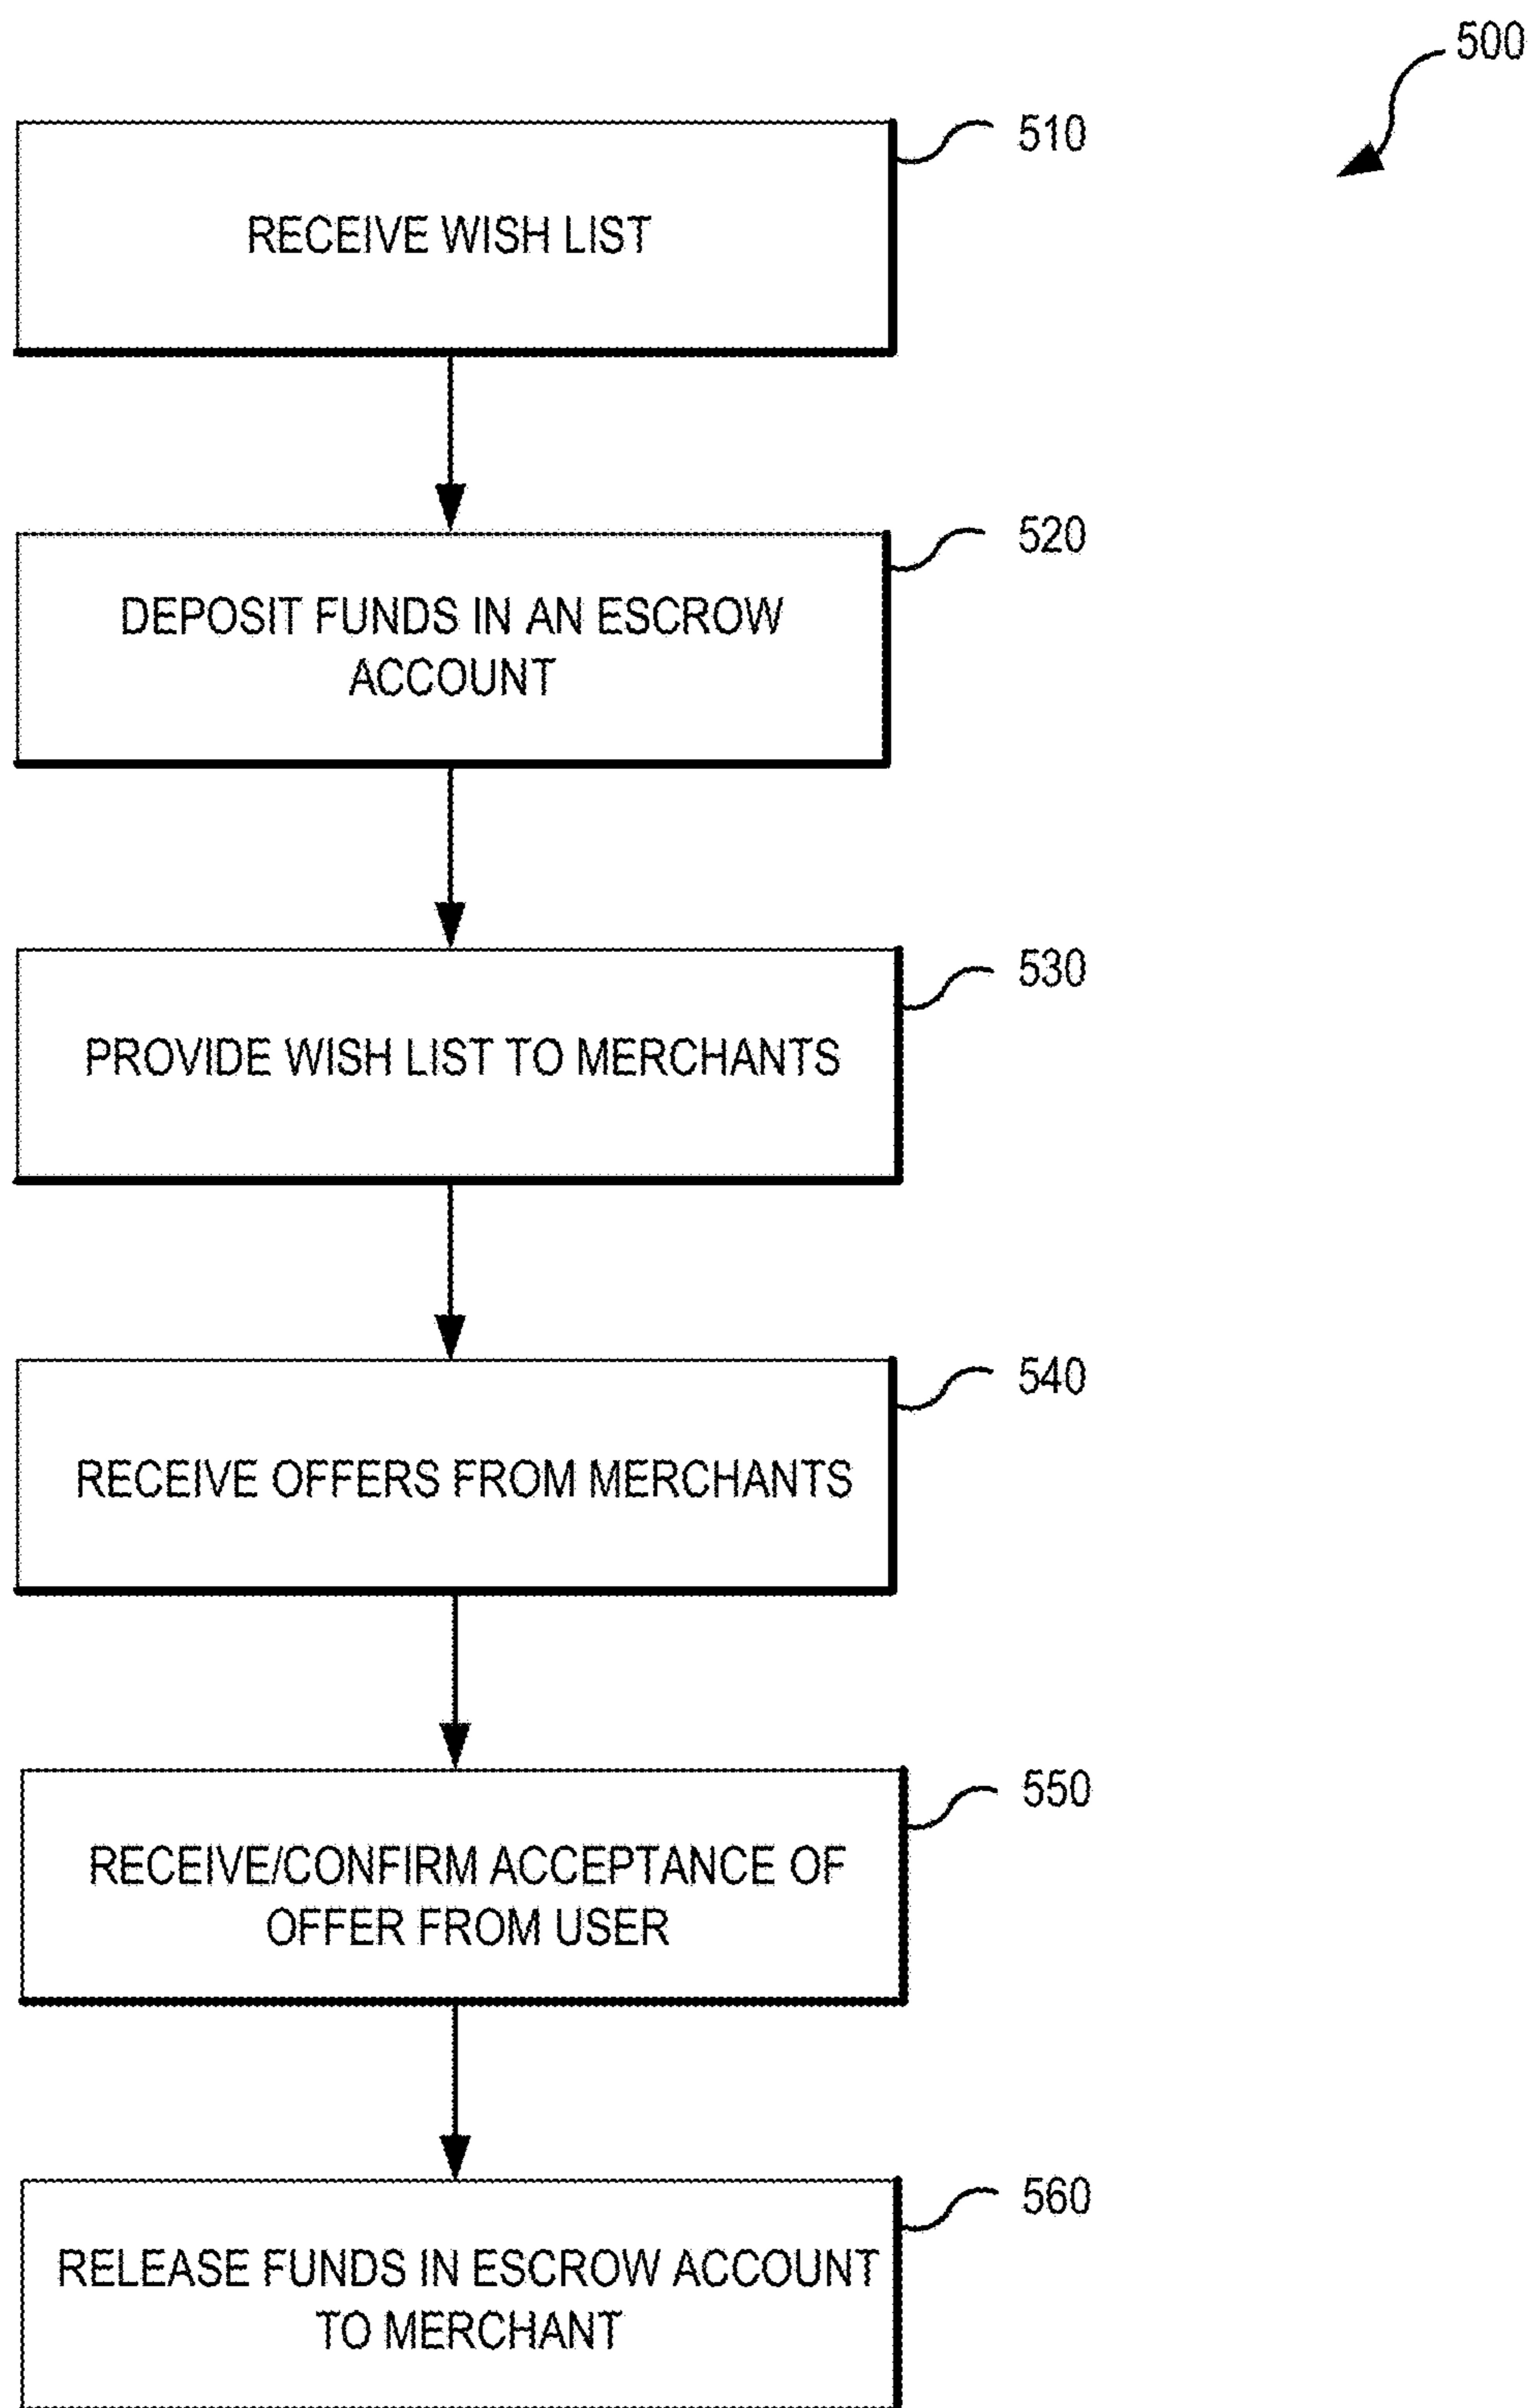 500
510
RECEIVE WISH LIST
520
DEPOSIT FUNDS IN AN ESCROW
ACCOUNT
530
PROVIDE WISH LIST TO MERCHANTS
540
RECEIVE OFFERS FROM MERCHANTS
550
RECEIVE/CONFIRM ACCEPTANCE OF
OFFER FROM USER
560
RELEASE FUNDS IN ESCROW ACCOUNT
TO MERCHANT